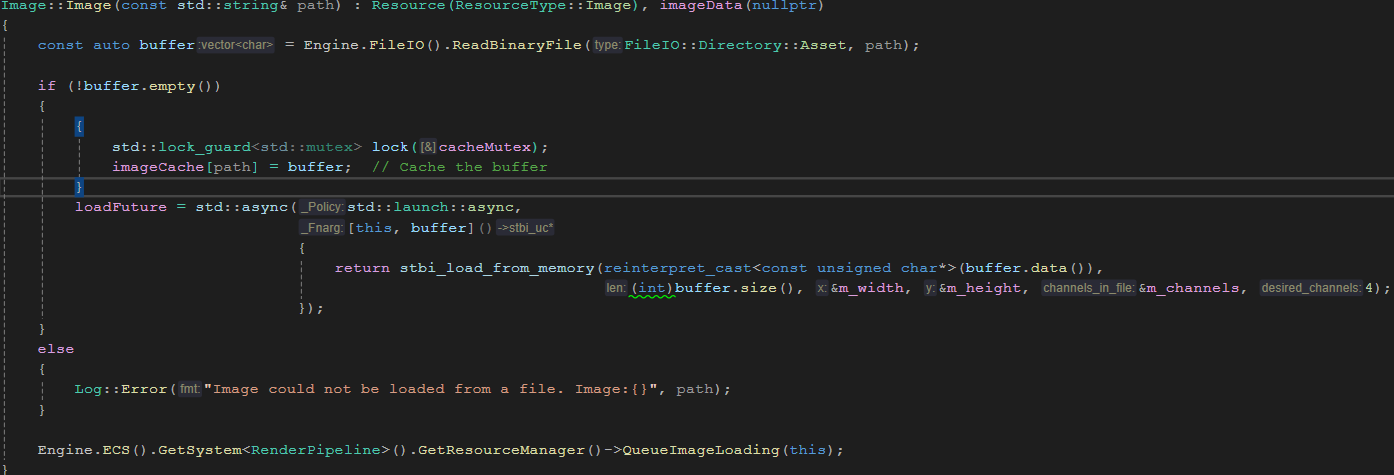 Image::Image(const std::string& path) : Resource(ResourceType::Image), imageData(nullptr)
{
const auto buffer:vector<char> = Engine.FileIO().ReadBinaryFile(type:FileIO::Directory::Asset, path);
if (!buffer.empty())
{
{
std::lock_guard<std::mutex> lock([&]cacheMutex);
imageCache[path] = buffer;  // Cache the buffer
}
loadFuture = std::async(_Policy:std::launch::async,
_Fnarg:[this, buffer]()->stbi_uc*
{
return stbi_load_from_memory(reinterpret_cast<const unsigned char*>(buffer.data()),
len:(int)buffer.size(), x:&m_width, y:&m_height, channels_in_file:&m_channels, desired_channels:4);
});
}
else
{
Log::Error(fmt:"Image could not be loaded from a file. Image:{}", path);
}
Engine.ECS().GetSystem<RenderPipeline>().GetResourceManager()->QueueImageLoading(this);
}